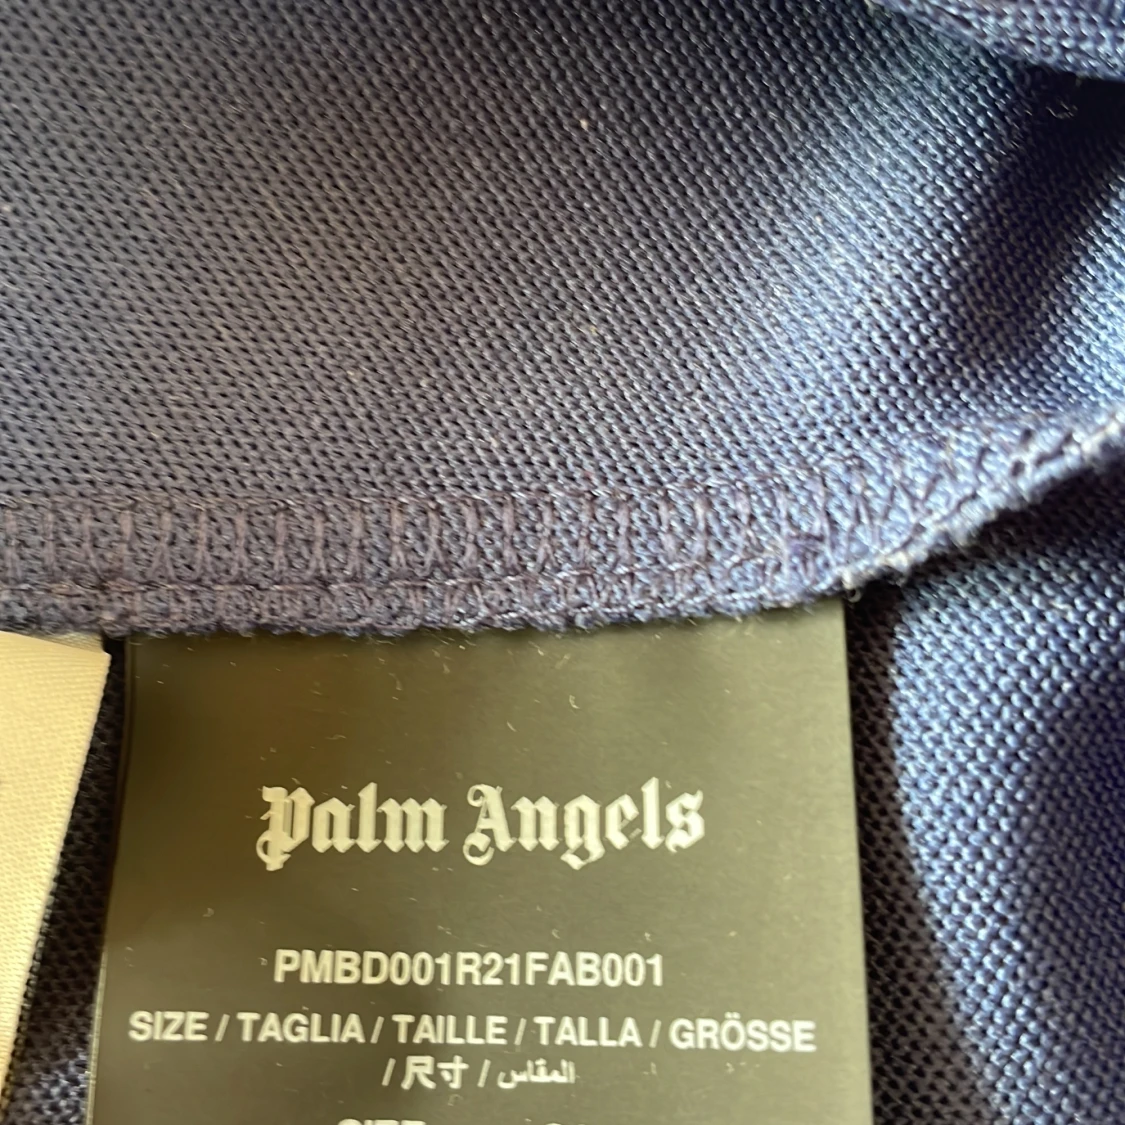 Palm Angels
PMBD001R21FAB001
SIZE / TAGLIA / TAILLE / TALLA / GRÖSSE
/ 尺寸 / المقاس